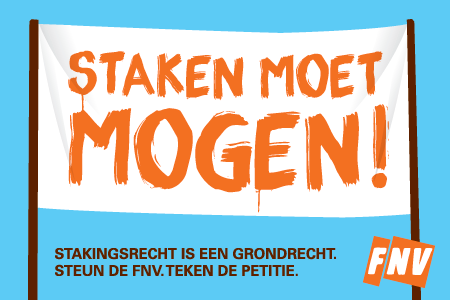 STAKEN MOET
MOGEN!
STAKINGSRECHT IS EEN GRONDRECHT.
STEUN DE FNV. TEKEN DE PETITIE.
FNV